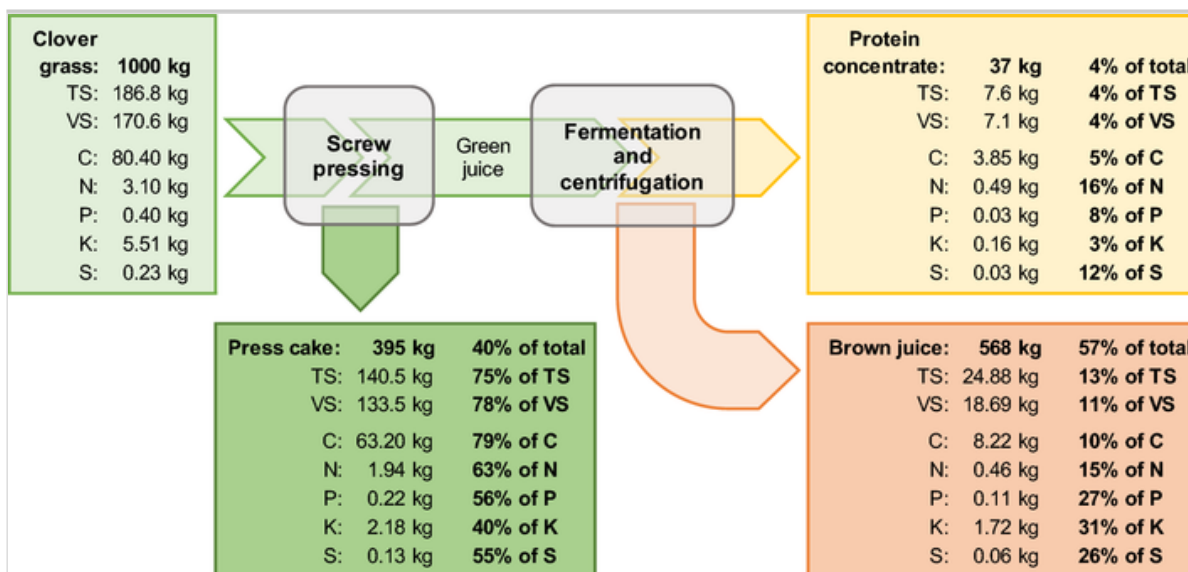 Clover
grass: 1000 kg
TS: 186.8 kg
VS: 170.6 kg
C: 80.40 kg
N: 3.10 kg
P: 0.40 kg
K: 5.51 kg
S: 0.23 kg
Screw
pressing
Green
juice
Fermentation
and
centrifugation
Protein
concentrate: 37 kg 4% of total
TS: 7.6 kg 4% of TS
VS: 7.1 kg 4% of VS
C: 3.85 kg 5% of C
N: 0.49 kg 16% of N
P: 0.03 kg 8% of P
K: 0.16 kg 3% of K
S: 0.03 kg 12% of S
Press cake: 395 kg 40% of total
TS: 140.5 kg 75% of TS
VS: 133.5 kg 78% of VS
C: 63.20 kg 79% of C
N: 1.94 kg 63% of N
P: 0.22 kg 56% of P
K: 2.18 kg 40% of K
S: 0.13 kg 55% of S
Brown juice: 568 kg 57% of total
TS: 24.88 kg 13% of TS
VS: 18.69 kg 11% of VS
C: 8.22 kg 10% of C
N: 0.46 kg 15% of N
P: 0.11 kg 27% of P
K: 1.72 kg 31% of K
S: 0.06 kg 26% of S